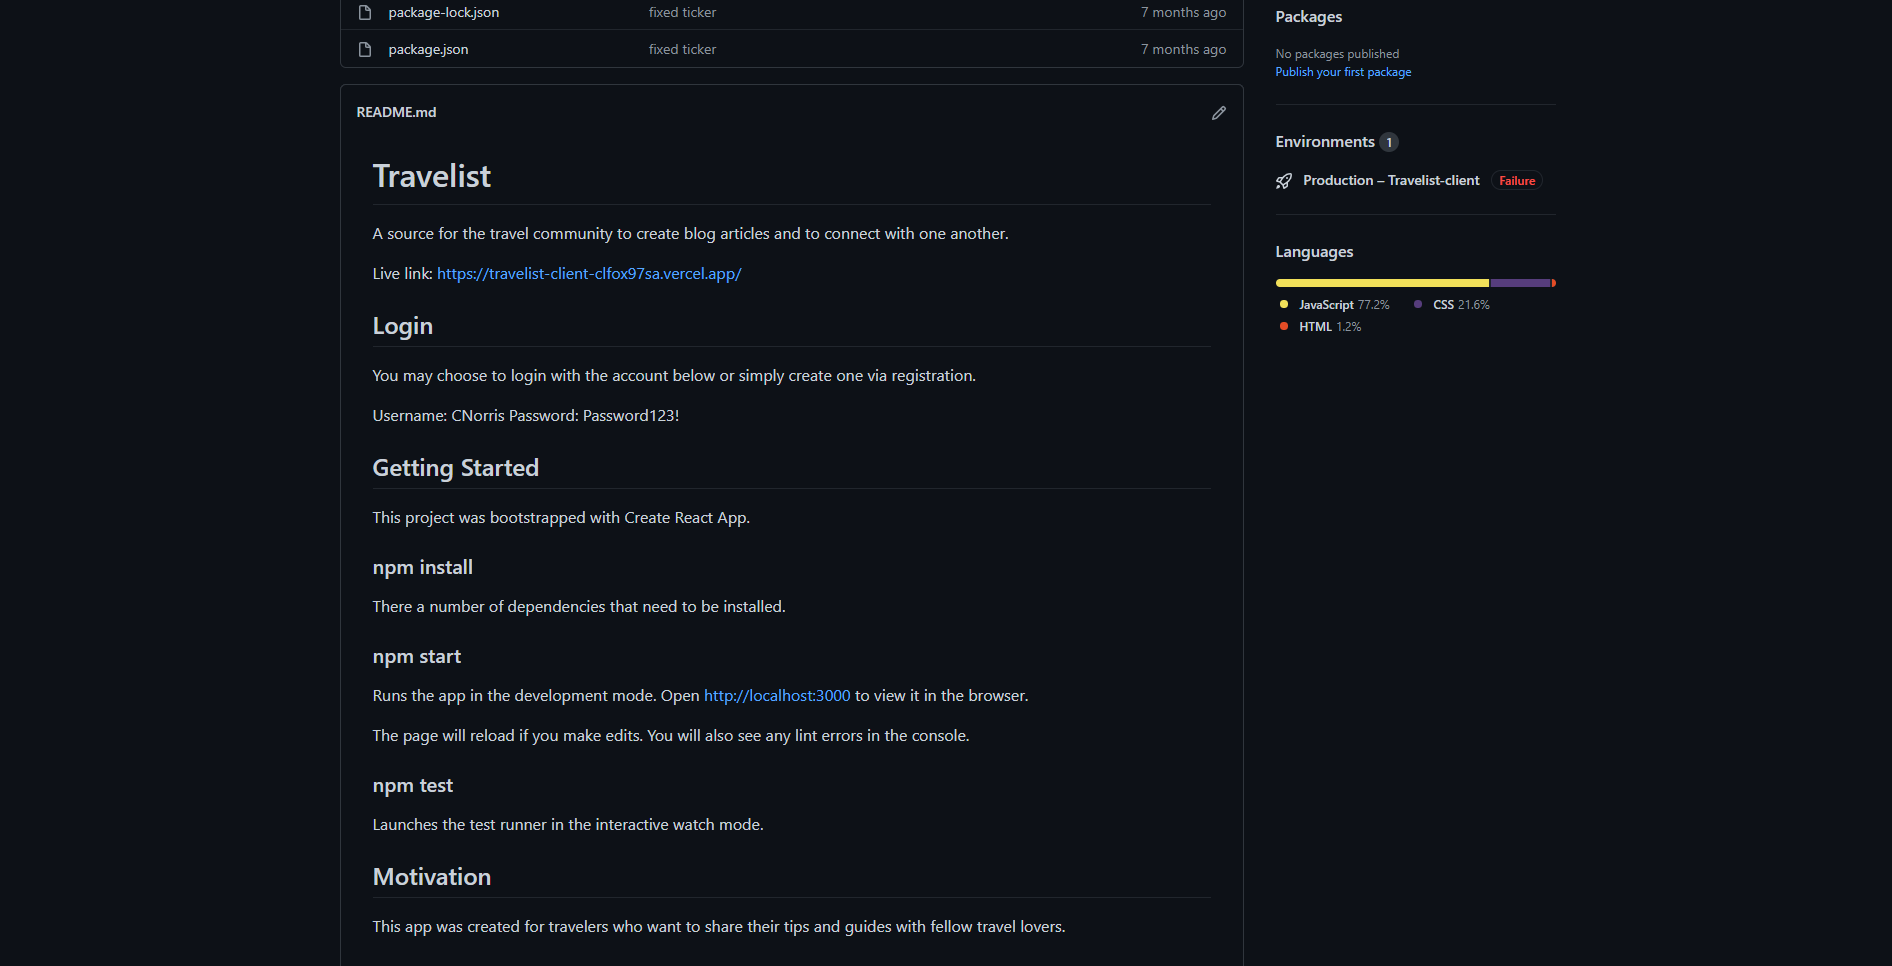 package-lock.json fixed ticker 7 months ago
package.json fixed ticker 7 months ago
README.md
Travelist
A source for the travel community to create blog articles and to connect with one another.
Live link: https://travelist-client-clfox97sa.vercel.app/
Login
You may choose to login with the account below or simply create one via registration.
Username: CNorris Password: Password123!
Getting Started
This project was bootstrapped with Create React App.
npm install
There a number of dependencies that need to be installed.
npm start
Runs the app in the development mode. Open http://localhost:3000 to view it in the browser.
The page will reload if you make edits. You will also see any lint errors in the console.
npm test
Launches the test runner in the interactive watch mode.
Motivation
This app was created for travelers who want to share their tips and guides with fellow travel lovers.
Packages
No packages published
Publish your first package
Environments 1
Production – Travelist-client Failure
Languages
JavaScript 77.2% CSS 21.6%
HTML 1.2%